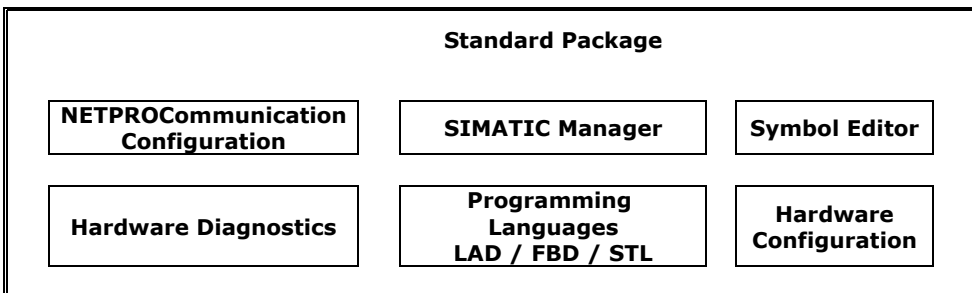 Standard Package
NETPROCommunication
Configuration
SIMATIC Manager
Symbol Editor
Hardware Diagnostics
Programming
Languages
LAD / FBD / STL
Hardware
Configuration